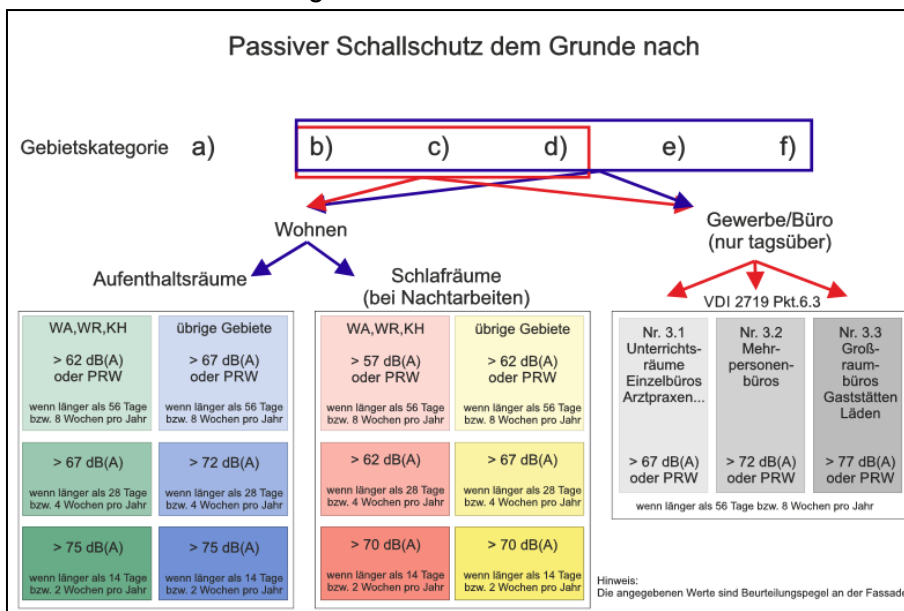 Passiver Schallschutz dem Grunde nach
Gebietskategorie a) b) c) d) e) f)
Wohnen
Gewerbe/Büro
(nur tagsüber)
Aufenthaltsräume
Schlafräume
(bei Nachtarbeiten)
VDI 2719 Pkt.6.3
WA,WR,KH
> 62 dB(A)
oder PRW
wenn länger als 56 Tage
bzw. 8 Wochen pro Jahr
übrige Gebiete
> 67 dB(A)
oder PRW
wenn länger als 56 Tage
bzw. 8 Wochen pro Jahr
> 67 dB(A)
wenn länger als 28 Tage
bzw. 4 Wochen pro Jahr
> 72 dB(A)
wenn länger als 28 Tage
bzw. 4 Wochen pro Jahr
> 75 dB(A)
wenn länger als 14 Tage
bzw. 2 Wochen pro Jahr
> 75 dB(A)
wenn länger als 14 Tage
bzw. 2 Wochen pro Jahr
WA,WR,KH
> 57 dB(A)
oder PRW
wenn länger als 56 Tage
bzw. 8 Wochen pro Jahr
übrige Gebiete
> 62 dB(A)
oder PRW
wenn länger als 56 Tage
bzw. 8 Wochen pro Jahr
> 62 dB(A)
wenn länger als 28 Tage
bzw. 4 Wochen pro Jahr
> 67 dB(A)
wenn länger als 28 Tage
bzw. 4 Wochen pro Jahr
> 70 dB(A)
wenn länger als 14 Tage
bzw. 2 Wochen pro Jahr
> 70 dB(A)
wenn länger als 14 Tage
bzw. 2 Wochen pro Jahr
Nr. 3.1
Unterrichts-
räume
Einzelbüros
Arztpraxen...
> 67 dB(A)
oder PRW
Nr. 3.2
Mehr-
personen-
büros
> 72 dB(A)
oder PRW
Nr. 3.3
Groß-
raum-
büros
Gaststätten
Läden
> 77 dB(A)
oder PRW
wenn länger als 56 Tage bzw. 8 Wochen pro Jahr
Hinweis:
Die angegebenen Werte sind Beurteilungspegel an der Fassade